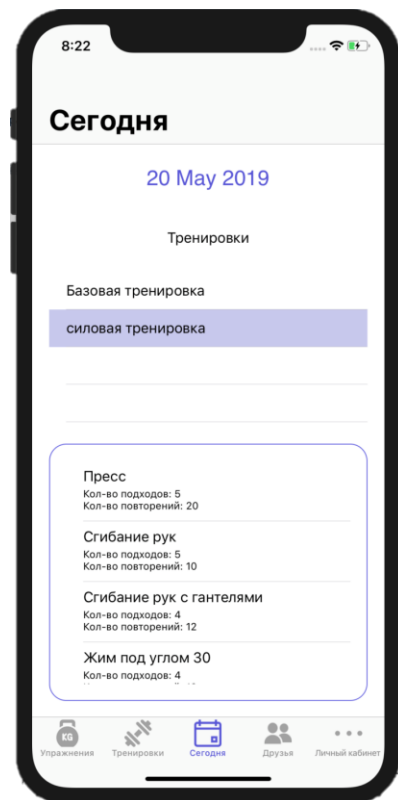 8:22
Сегодня
20 May 2019
Тренировки
Базовая тренировка
силовая тренировка
Пресс
Кол-во подходов: 5
Кол-во повторений: 20
Сгибание рук
Кол-во подходов: 5
Кол-во повторений: 10
Сгибание рук с гантелями
Кол-во подходов: 4
Кол-во повторений: 12
Жим под углом 30
Кол-во подходов: 4
KG
Упражнения Тренировки Сегодня Друзья Личный кабинет